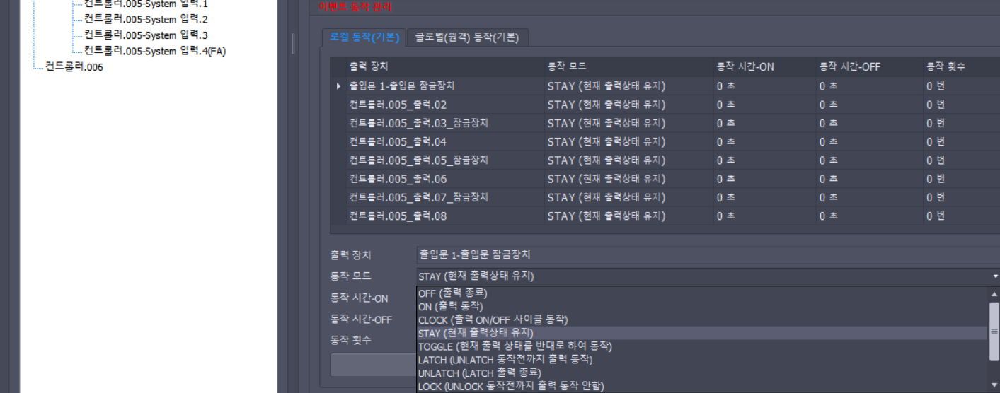 컨트롤러.005-System 입력.1
컨트롤러.005-System 입력.2
컨트롤러.005-System 입력.3
컨트롤러.005-System 입력.4(FA)
컨트롤러.006
이벤트 동작 관리
로컬 동작(기본) 글로벌(원격) 동작(기본)
출력 장치 동작 모드 동작 시간-ON 동작 시간-OFF 동작 횟수
출입문 1-출입문 잠금장치 STAY (현재 출력상태 유지) 0 초 0 초 0 번
컨트롤러.005_출력.02 STAY (현재 출력상태 유지) 0 초 0 초 0 번
컨트롤러.005_출력.03_잠금장치 STAY (현재 출력상태 유지) 0 초 0 초 0 번
컨트롤러.005_출력.04 STAY (현재 출력상태 유지) 0 초 0 초 0 번
컨트롤러.005_출력.05_잠금장치 STAY (현재 출력상태 유지) 0 초 0 초 0 번
컨트롤러.005_출력.06 STAY (현재 출력상태 유지) 0 초 0 초 0 번
컨트롤러.005_출력.07_잠금장치 STAY (현재 출력상태 유지) 0 초 0 초 0 번
컨트롤러.005_출력.08 STAY (현재 출력상태 유지) 0 초 0 초 0 번
출력 장치 출입문 1-출입문 잠금장치
동작 모드 STAY (현재 출력상태 유지)
동작 시간-ON
동작 시간-OFF
동작 횟수
OFF (출력 종료)
ON (출력 동작)
CLOCK (출력 ON/OFF 사이클 동작)
STAY (현재 출력상태 유지)
TOGGLE (현재 출력 상태를 반대로 하여 동작)
LATCH (UNLATCH 동작전까지 출력 동작)
UNLATCH (LATCH 출력 종료)
LOCK (UNLOCK 동작전까지 출력 동작 안함)